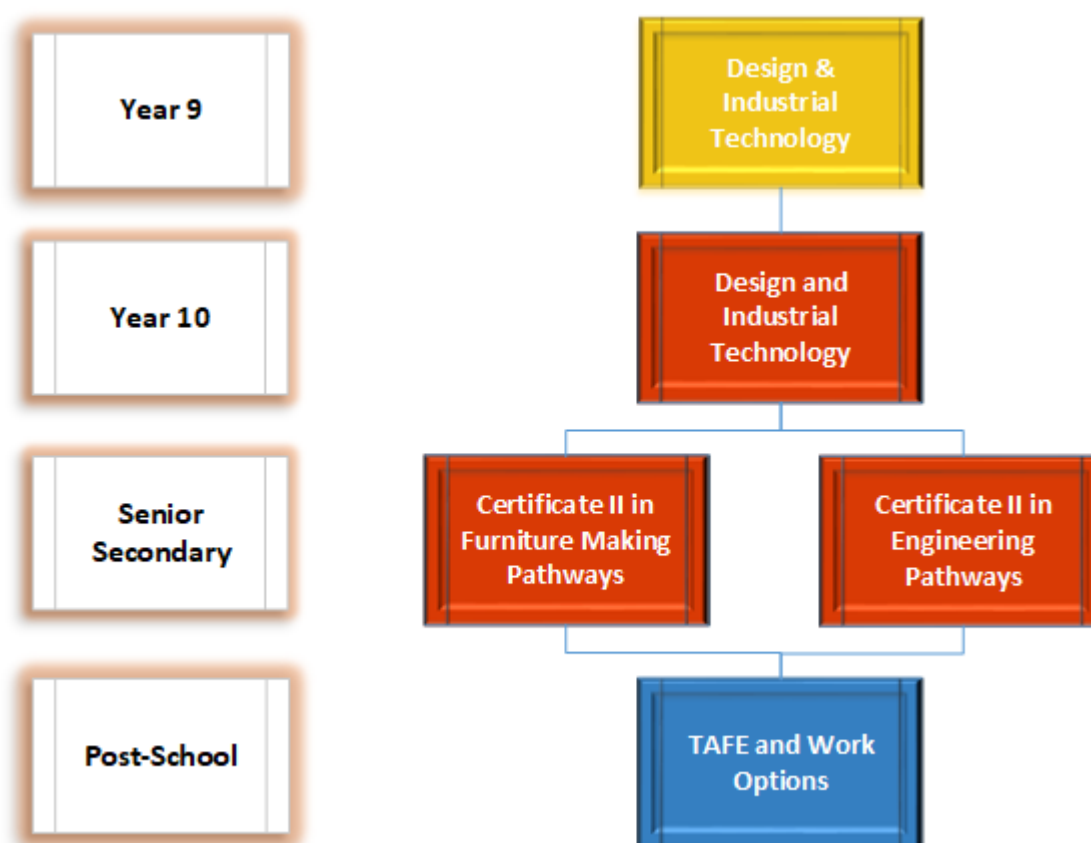 Year 9
Design &
Industrial
Technology
Year 10
Design and
Industrial
Technology
Senior
Secondary
Certificate II in
Furniture Making
Pathways
Certificate II in
Engineering
Pathways
Post-School
TAFE and Work
Options